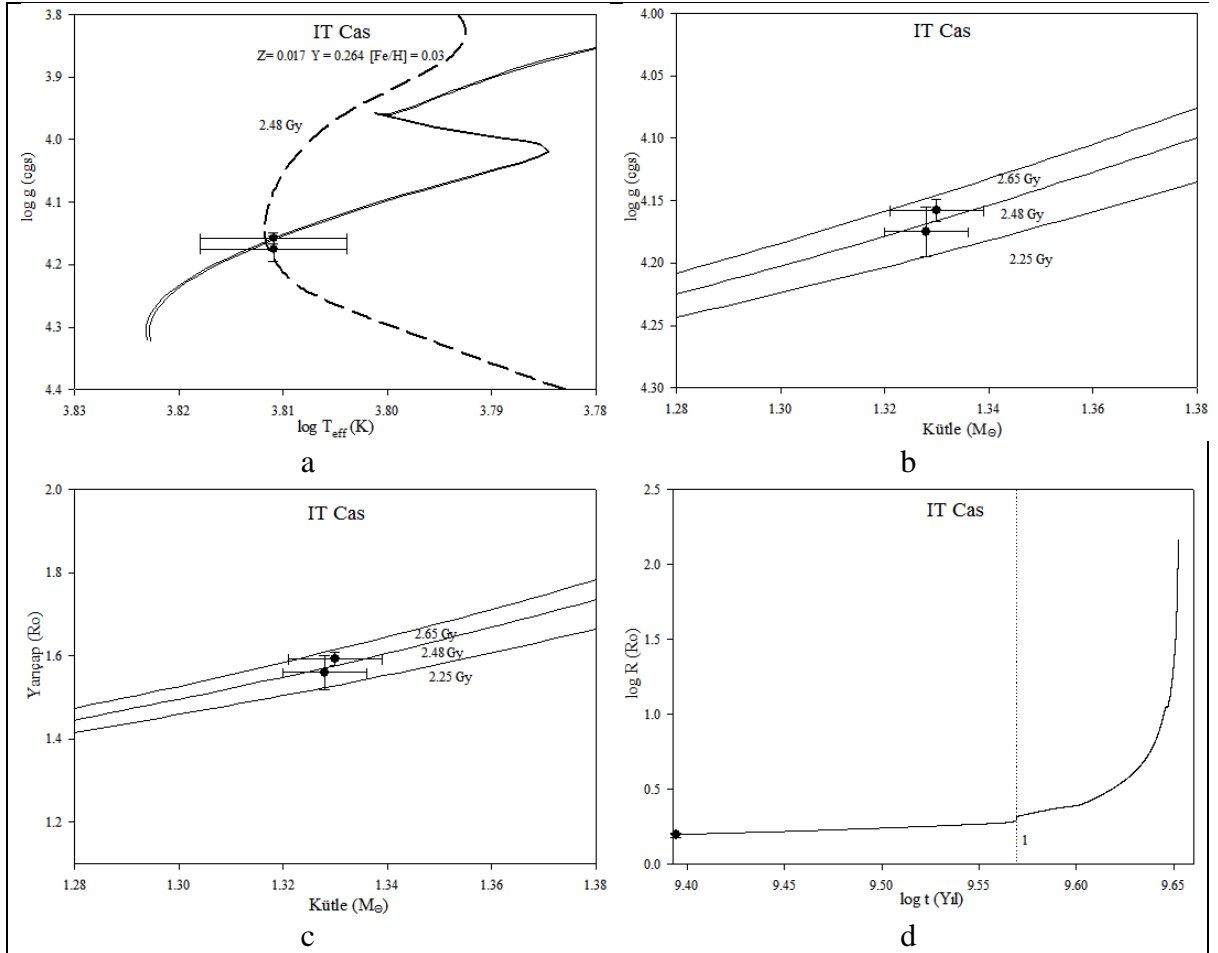 IT Cas
Z= 0.017 Y = 0.264 [Fe/H] = 0.03
2.48 Gy
log g (cgs)
3.8
3.9
4.0
4.1
4.2
4.3
4.4
3.83
3.82
3.81
3.80
3.79
3.78
log Teff (K)
a
IT Cas
2.65 Gy
2.48 Gy
2.25 Gy
log g (cgs)
4.00
4.05
4.10
4.15
4.20
4.25
4.30
1.28
1.30
1.32
1.34
1.36
1.38
Kütle (M⊙)
b
IT Cas
2.65 Gy
2.48 Gy
2.25 Gy
Yarıçap (Ro)
2.0
1.8
1.6
1.4
1.2
1.28
1.30
1.32
1.34
1.36
1.38
Kütle (M⊙)
c
IT Cas
1
log R (Ro)
2.5
2.0
1.5
1.0
0.5
0.0
9.40
9.45
9.50
9.55
9.60
9.65
log t (Yıl)
d